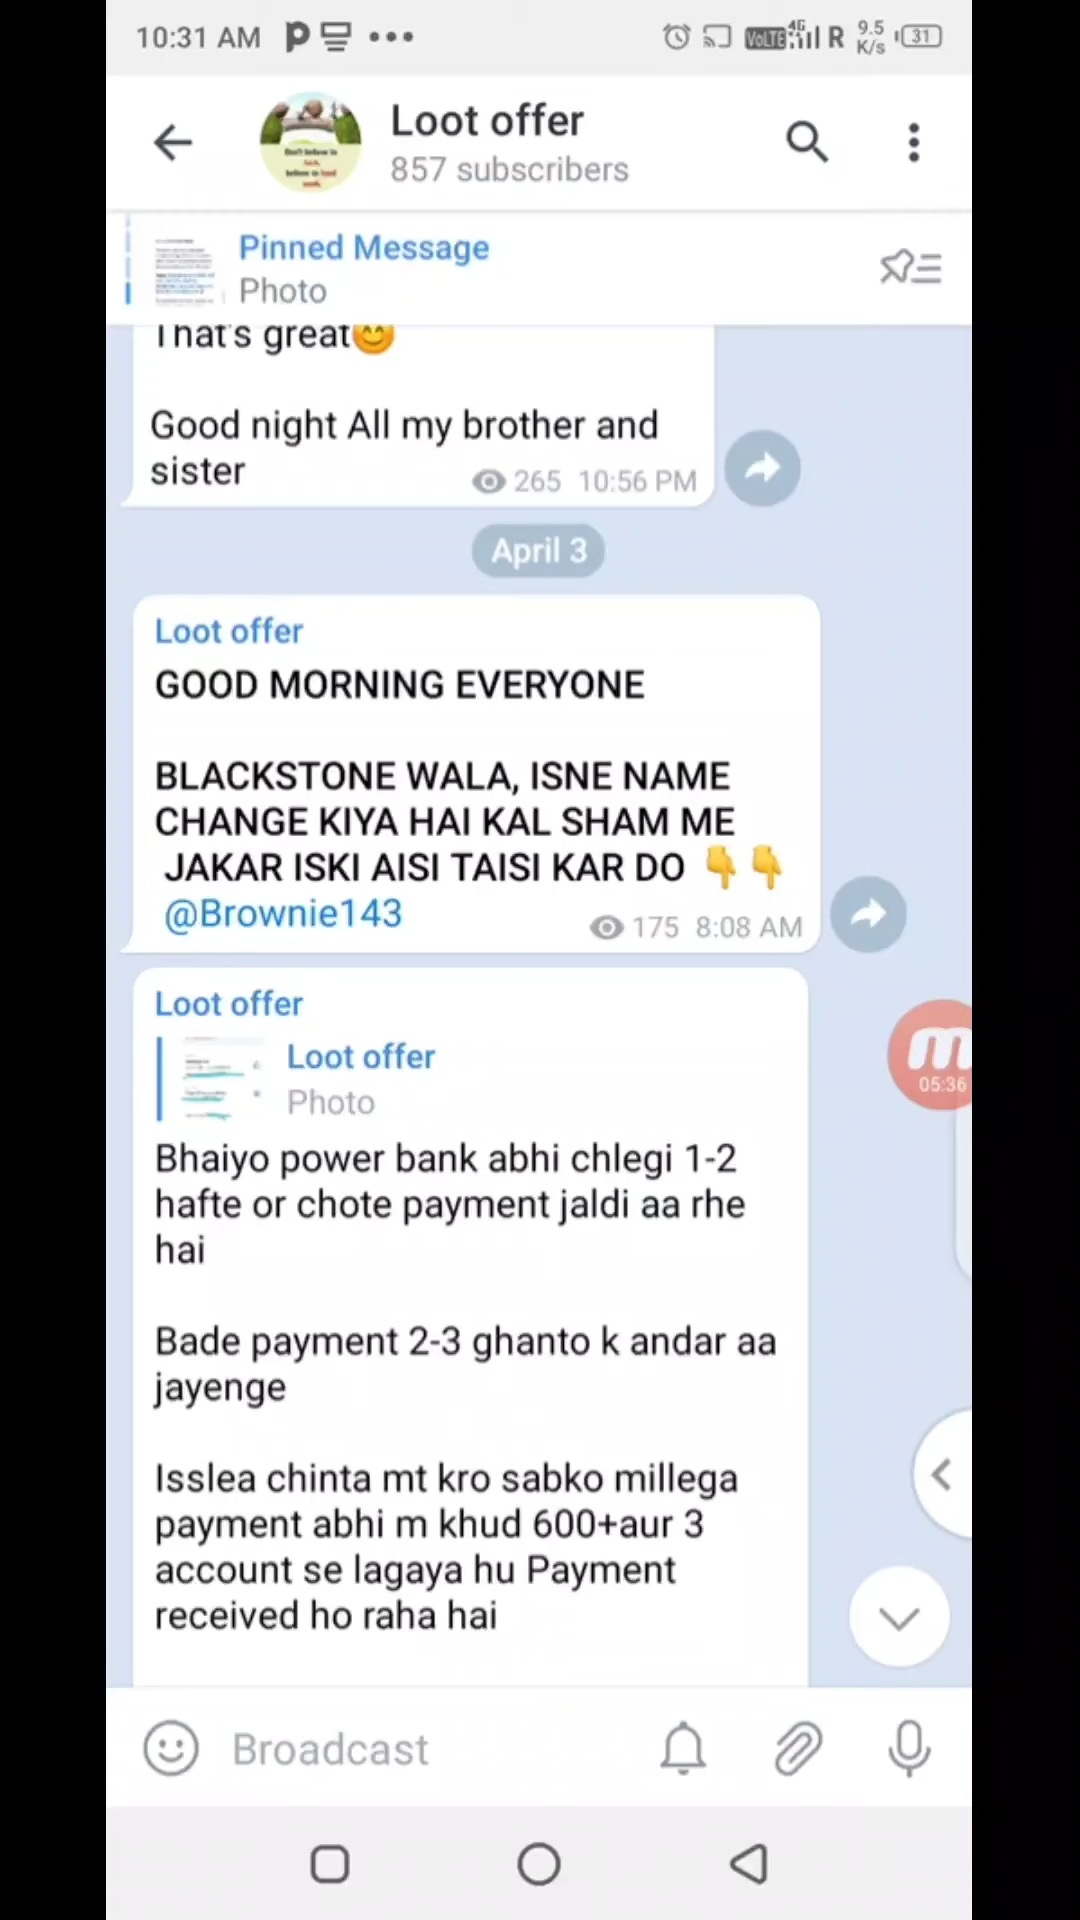 10:31 AM
VoLTE 4G R 9.5 K/s 31
Loot offer
857 subscribers
Pinned Message
Photo
That's great😊
Good night All my brother and
sister
265 10:56 PM
April 3
Loot offer
GOOD MORNING EVERYONE
BLACKSTONE WALA, ISNE NAME
CHANGE KIYA HAI KAL SHAM ME
JAKAR ISKI AISI TAISI KAR DO 👇👇
@Brownie143
175 8:08 AM
Loot offer
Loot offer
Photo
05:36
Bhaiyo power bank abhi chlegi 1-2
hafte or chote payment jaldi aa rhe
hai
Bade payment 2-3 ghanto k andar aa
jayenge
Isslea chinta mt kro sabko millega
payment abhi m khud 600+aur 3
account se lagaya hu Payment
received ho raha hai
Broadcast